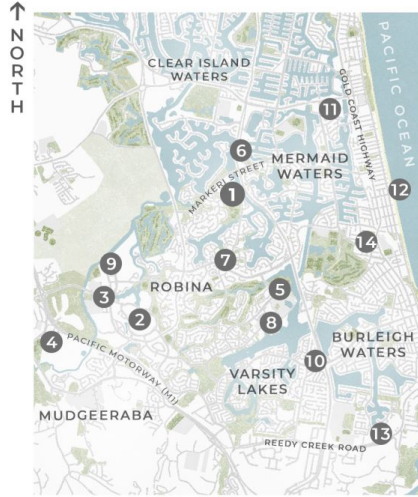 NORTH
PACIFIC OCEAN
CLEAR ISLAND
WATERS
GOLD COAST HIGHWAY
11
6
MERMAID
WATERS
MARKERI STREET
1
12
14
7
9
ROBINA
5
3
2
8
4
PACIFIC MOTORWAY (M1)
BURLEIGH
WATERS
10
VARSITY
LAKES
MUDGEERABA
13
REEDY CREEK ROAD